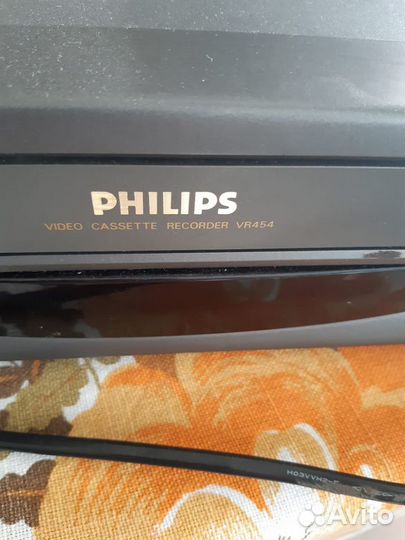 PHILIPS
VIDEO CASSETTE RECORDER VR454
Avito